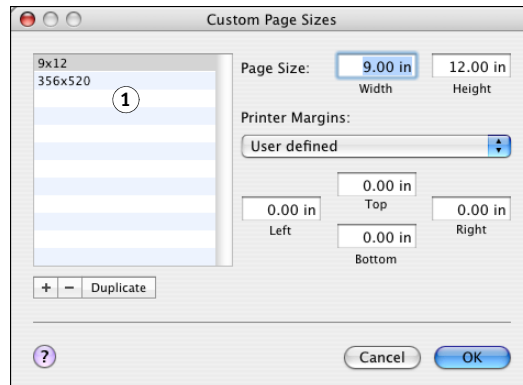 Custom Page Sizes
9x12
356x520
1
Page Size:
9.00 in
12.00 in
Width
Height
Printer Margins:
User defined
0.00 in
Top
0.00 in
0.00 in
Left
Right
0.00 in
Bottom
+ − Duplicate
?
Cancel
OK